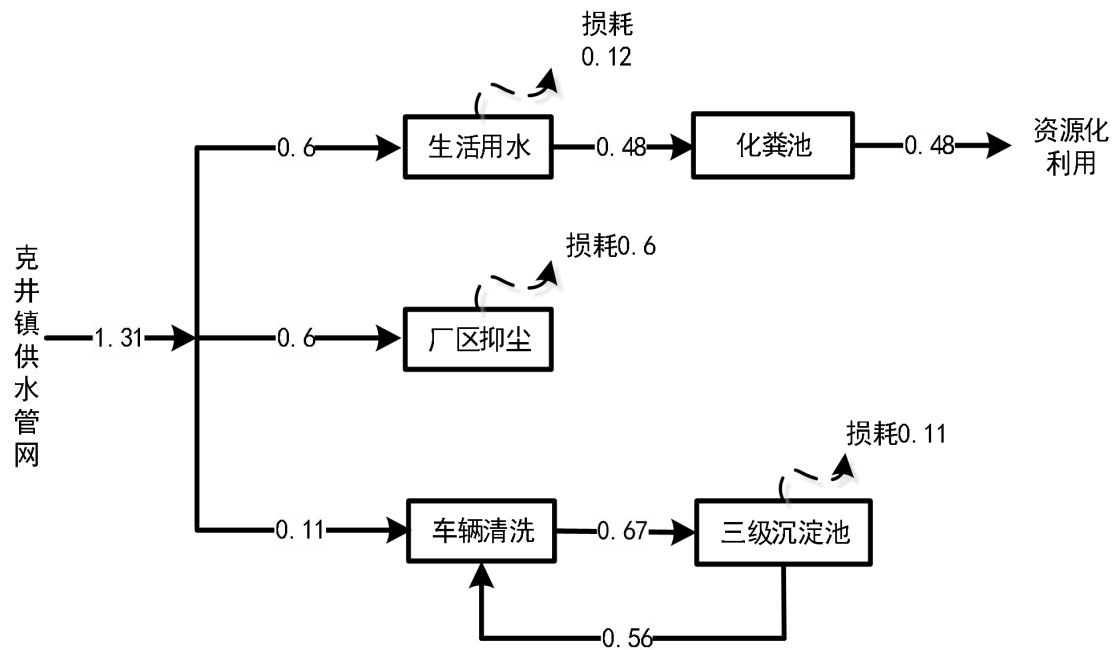 克井镇供水管网
1.31
0.6
生活用水
损耗
0.12
0.48
化粪池
0.48
资源化
利用
0.6
厂区抑尘
损耗0.6
0.11
车辆清洗
0.67
三级沉淀池
损耗0.11
0.56